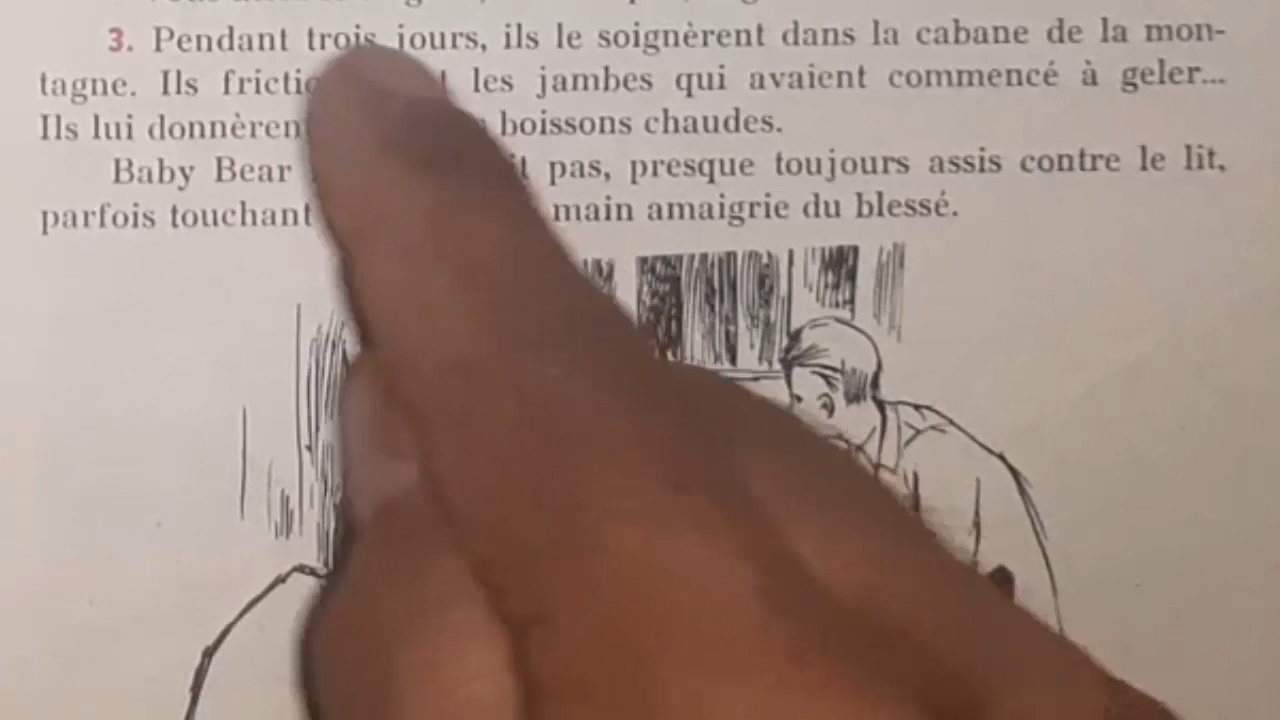 3. Pendant trois jours, ils le soignèrent dans la cabane de la mon-
tagne. Ils les jambes qui avaient commencé à geler...
Ils lui boissons chaudes.
Baby Bear pas, presque toujours assis contre le lit,
parfois touchant main amaigrie du blessé.